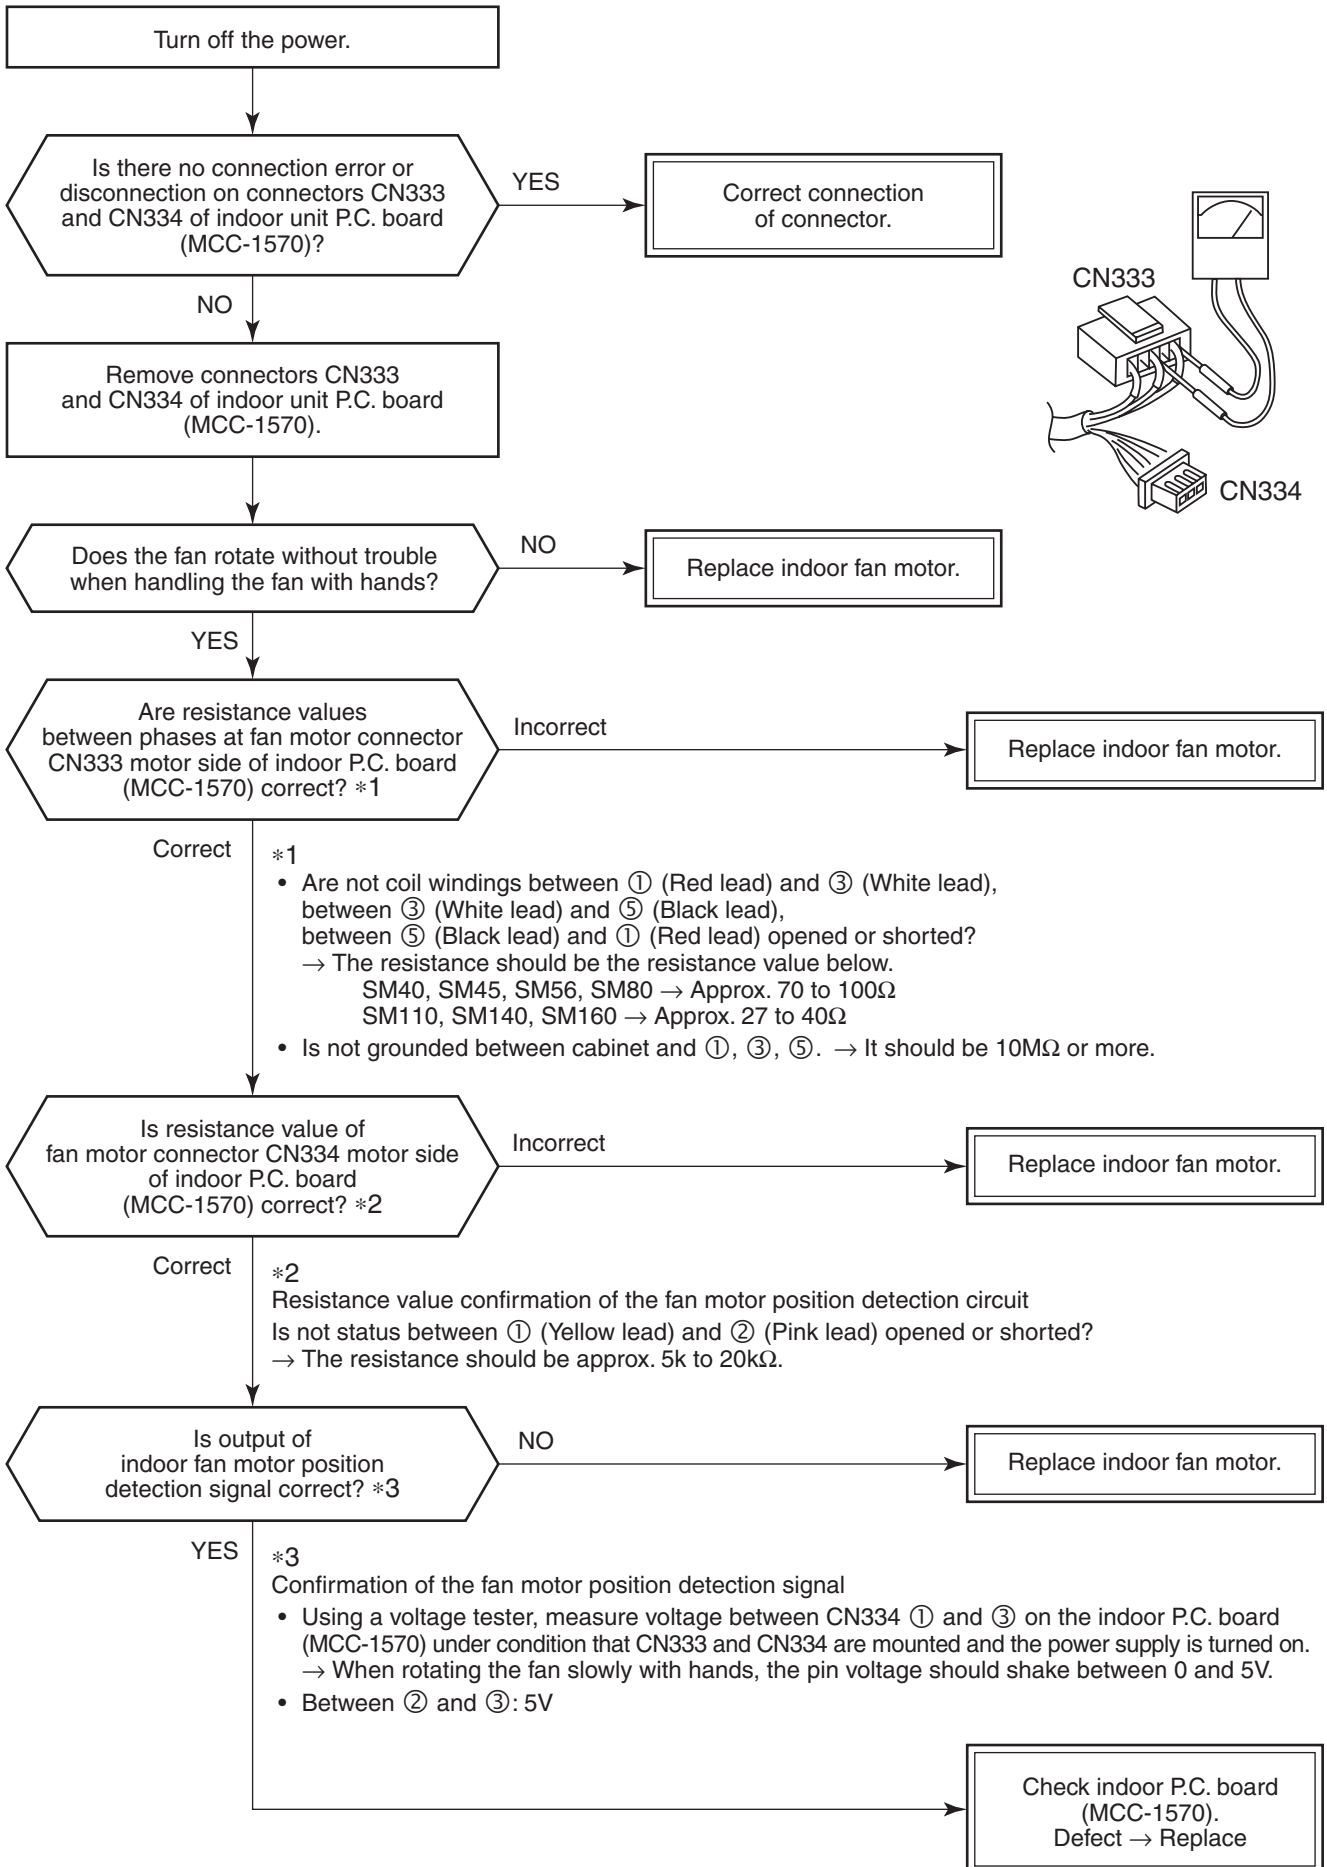 Turn off the power.
Is there no connection error or
disconnection on connectors CN333
and CN334 of indoor unit P.C. board
(MCC-1570)?
YES
Correct connection
of connector.
NO
CN333
CN334
Remove connectors CN333
and CN334 of indoor unit P.C. board
(MCC-1570).
Does the fan rotate without trouble
when handling the fan with hands?
NO
Replace indoor fan motor.
YES
Are resistance values
between phases at fan motor connector
CN333 motor side of indoor P.C. board
(MCC-1570) correct? *1
Incorrect
Replace indoor fan motor.
Correct
*1
• Are not coil windings between ① (Red lead) and ③ (White lead),
between ③ (White lead) and ⑤ (Black lead),
between ⑤ (Black lead) and ① (Red lead) opened or shorted?
→ The resistance should be the resistance value below.
SM40, SM45, SM56, SM80 → Approx. 70 to 100Ω
SM110, SM140, SM160 → Approx. 27 to 40Ω
• Is not grounded between cabinet and ①, ③, ⑤. → It should be 10MΩ or more.
Is resistance value of
fan motor connector CN334 motor side
of indoor P.C. board
(MCC-1570) correct? *2
Incorrect
Replace indoor fan motor.
Correct
*2
Resistance value confirmation of the fan motor position detection circuit
Is not status between ① (Yellow lead) and ② (Pink lead) opened or shorted?
→ The resistance should be approx. 5k to 20kΩ.
Is output of
indoor fan motor position
detection signal correct? *3
NO
Replace indoor fan motor.
YES
*3
Confirmation of the fan motor position detection signal
• Using a voltage tester, measure voltage between CN334 ① and ③ on the indoor P.C. board
(MCC-1570) under condition that CN333 and CN334 are mounted and the power supply is turned on.
→ When rotating the fan slowly with hands, the pin voltage should shake between 0 and 5V.
• Between ② and ③: 5V
Check indoor P.C. board
(MCC-1570).
Defect → Replace